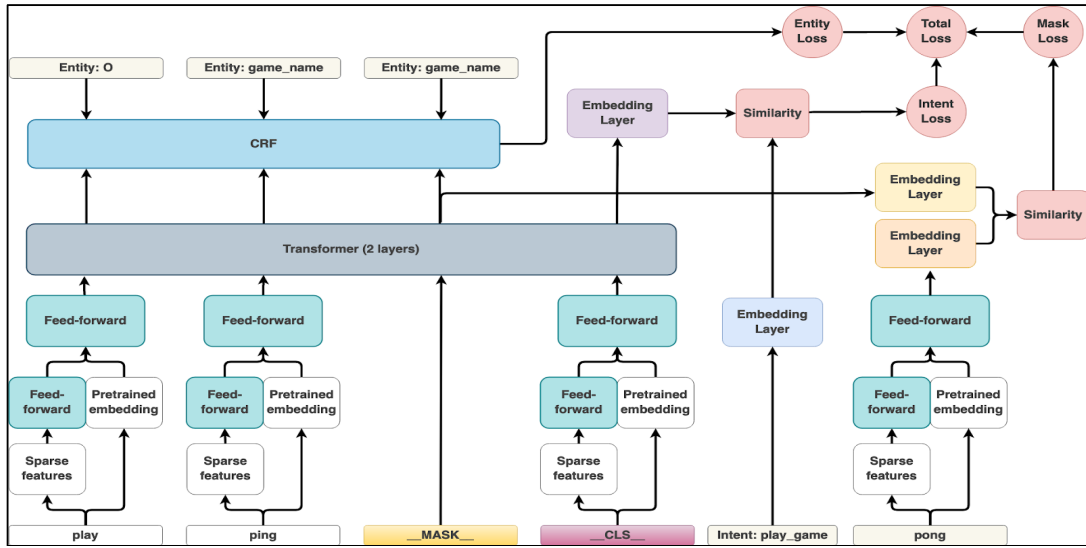 Entity
Loss
Total
Loss
Mask
Loss
Entity: O
Entity: game_name
Entity: game_name
Embedding
Layer
Similarity
Intent
Loss
CRF
Embedding
Layer
Similarity
Embedding
Layer
Transformer (2 layers)
Feed-forward
Feed-forward
Feed-forward
Embedding
Layer
Feed-forward
Feed-
forward
Pretrained
embedding
Feed-
forward
Pretrained
embedding
Feed-
forward
Pretrained
embedding
Feed-
forward
Pretrained
embedding
Sparse
features
Sparse
features
Sparse
features
Sparse
features
play
ping
__MASK__
__CLS__
Intent: play_game
pong